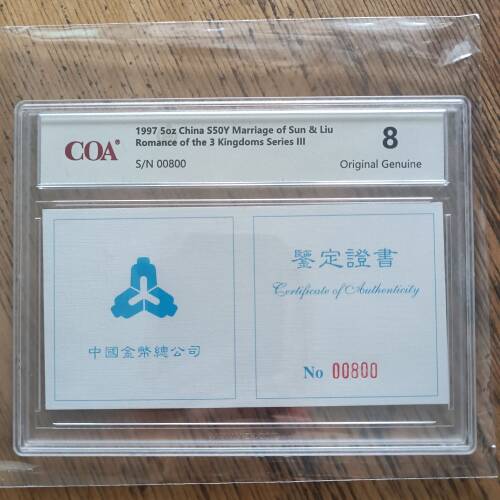 COA®
1997 5oz China S50Y Marriage of Sun & Liu
Romance of the 3 Kingdoms Series III
S/N 00800
8
Original Genuine
中國金幣總公司
鑒定證書
Certificate of Authenticity
No 00800